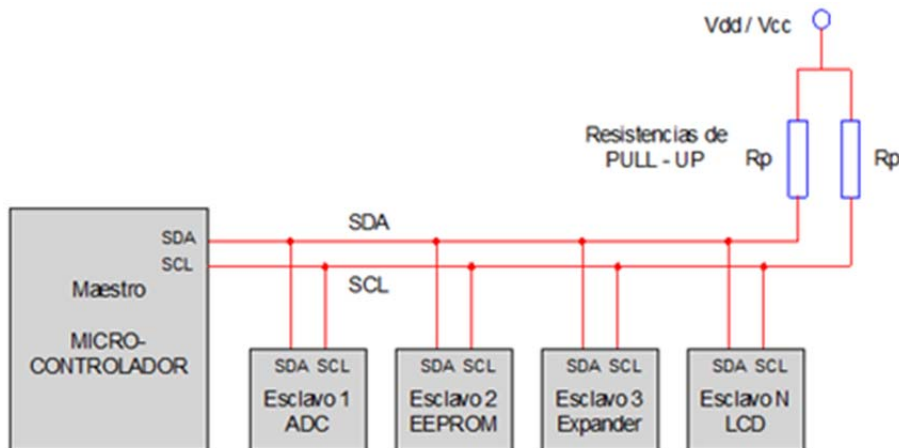 Vdd / Vcc
Resistencias de
PULL - UP
Rp
Rp
SDA
SCL
SDA
SCL
Maestro
MICRO-
CONTROLADOR
SDA SCL
Esclavo 1
ADC
SDA SCL
Esclavo 2
EEPROM
SDA SCL
Esclavo 3
Expander
SDA SCL
Esclavo N
LCD